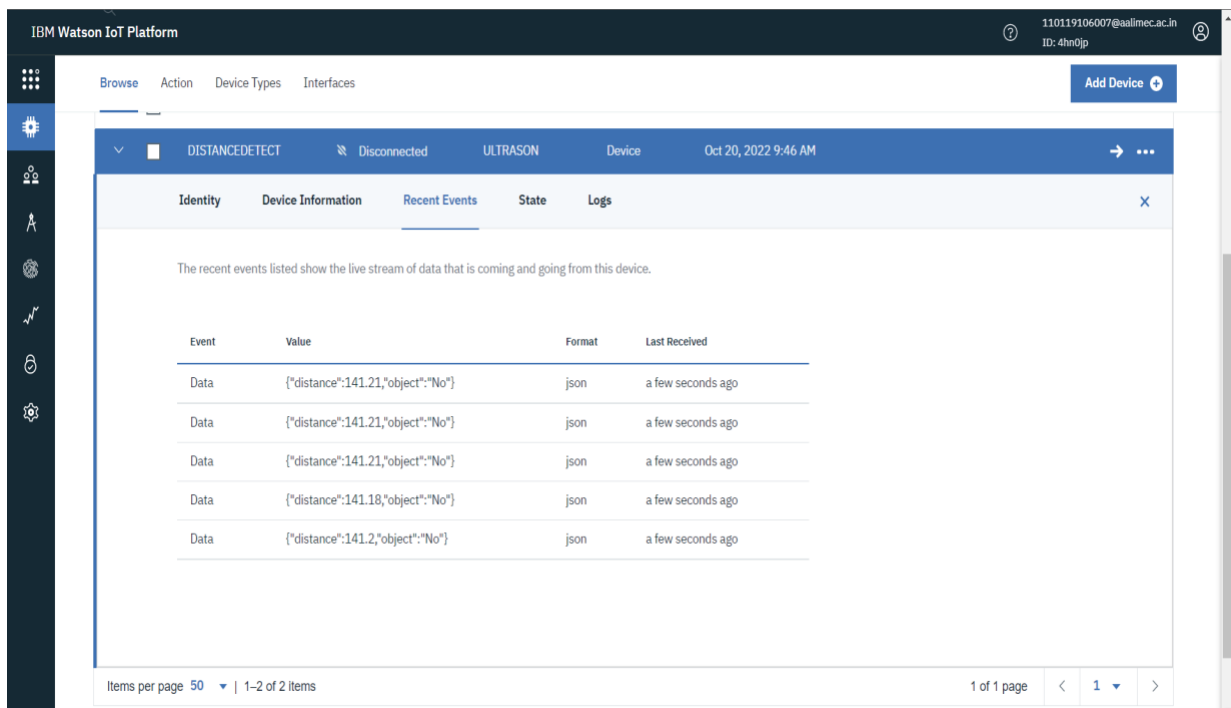 IBM Watson IoT Platform
110119106007@aalimec.ac.in
ID: 4hn0jp
Browse Action Device Types Interfaces
Add Device
DISTANCEDETECT Disconnected ULTRASON Device Oct 20, 2022 9:46 AM
Identity Device Information Recent Events State Logs
The recent events listed show the live stream of data that is coming and going from this device.
Event Value Format Last Received
Data {"distance":141.21,"object":"No"} json a few seconds ago
Data {"distance":141.21,"object":"No"} json a few seconds ago
Data {"distance":141.21,"object":"No"} json a few seconds ago
Data {"distance":141.18,"object":"No"} json a few seconds ago
Data {"distance":141.2,"object":"No"} json a few seconds ago
Items per page 50 | 1–2 of 2 items 1 of 1 page 1